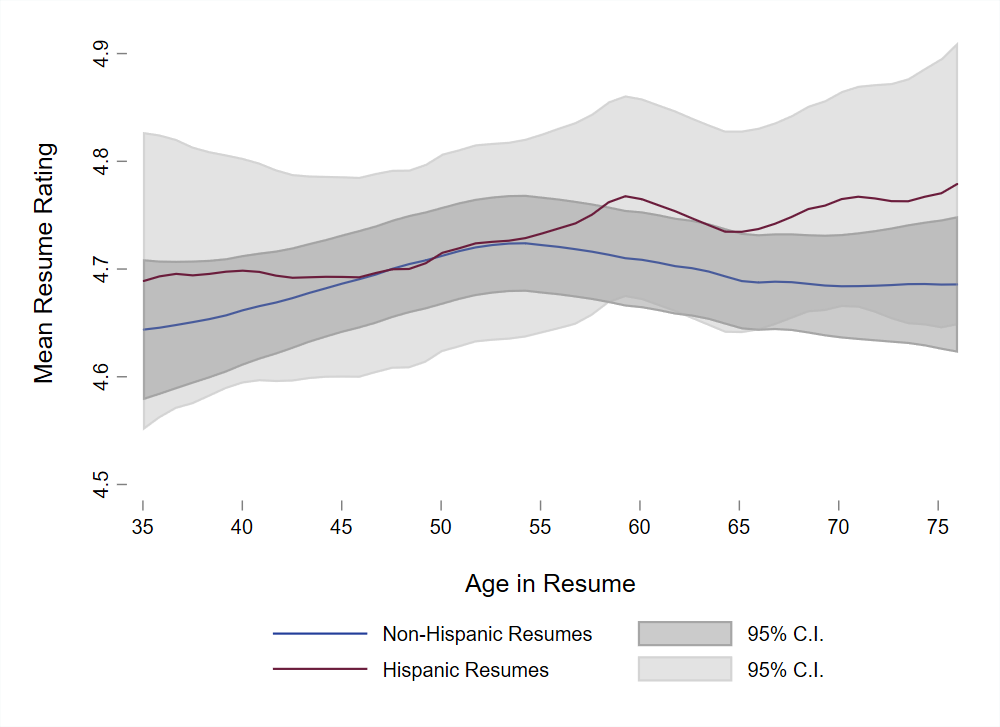 4.9
4.8
4.7
4.6
4.5
Mean Resume Rating
35 40 45 50 55 60 65 70 75
Age in Resume
Non-Hispanic Resumes 95% C.I.
Hispanic Resumes 95% C.I.